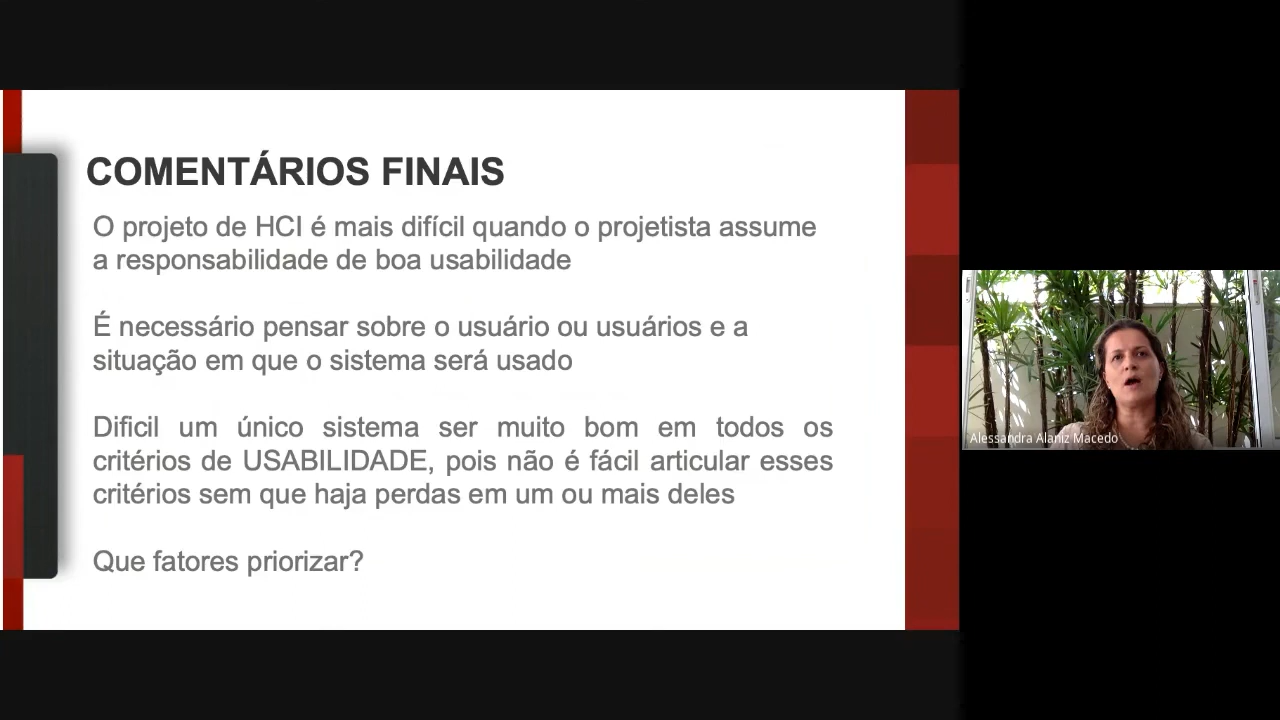 COMENTÁRIOS FINAIS
O projeto de HCI é mais difícil quando o projetista assume
a responsabilidade de boa usabilidade
É necessário pensar sobre o usuário ou usuários e a
situação em que o sistema será usado
Dificil um único sistema ser muito bom em todos os
critérios de USABILIDADE, pois não é fácil articular esses
critérios sem que haja perdas em um ou mais deles
Que fatores priorizar?
Alessandra Alaniz Macedo